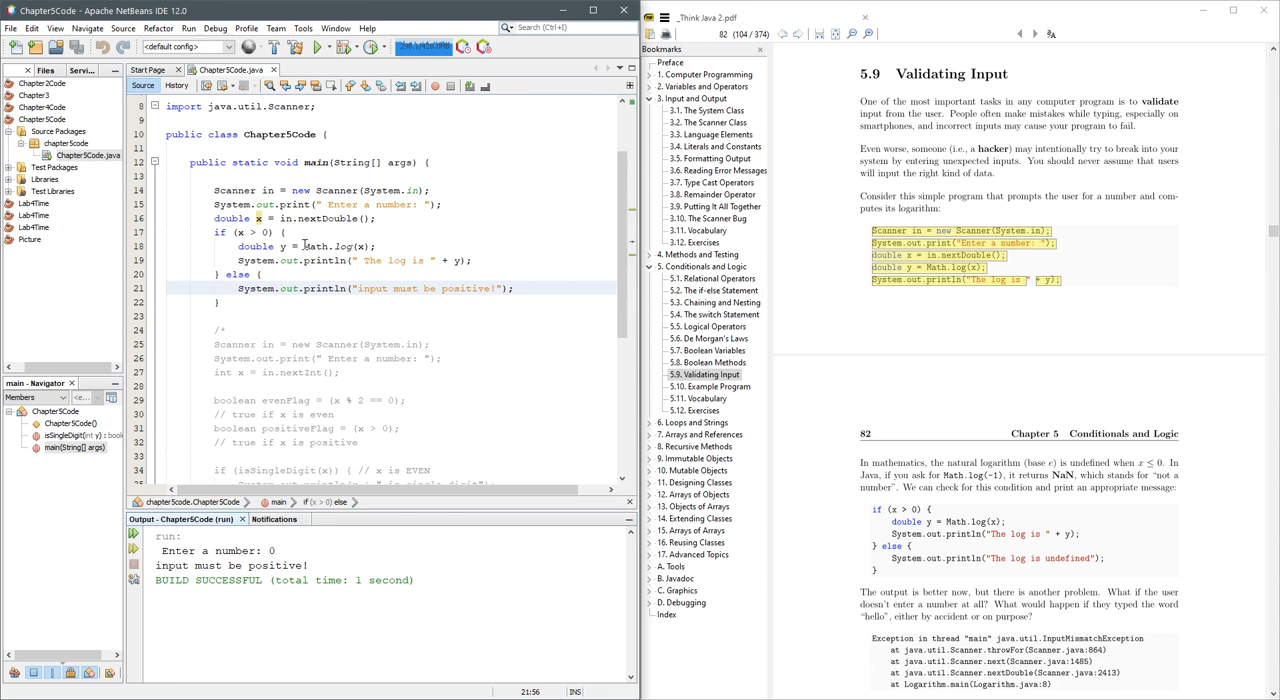 Chapter5Code - Apache NetBeans IDE 12.0
File Edit View Navigate Source Refactor Run Debug Profile Team Tools Window Help
Search (Ctrl+I)
<default config>
Files Servi...
Chapter2Code
Chapter3
Chapter4Code
Chapter5Code
Source Packages
chapter5code
Chapter5Code.java
Test Packages
Libraries
Test Libraries
Lab4Time
Lab4Time
Picture
main - Navigator
Members
<e...
Chapter5Code
Chapter5Code()
isSingleDigit(int y) : bool
main(String[] args)
Start Page Chapter5Code.java
Source History
8 import java.util.Scanner;
9
10 public class Chapter5Code {
11
12 public static void main(String[] args) {
13
14 Scanner in = new Scanner(System.in);
15 System.out.print(" Enter a number: ");
16 double x = in.nextDouble();
17 if (x > 0) {
18 double y = Math.log(x);
19 System.out.println(" The log is " + y);
20 } else {
21 System.out.println("input must be positive!");
22 }
23
24 /*
25 Scanner in = new Scanner(System.in);
26 System.out.print(" Enter a number: ");
27 int x = in.nextInt();
28
29 boolean evenFlag = (x % 2 == 0);
30 // true if x is even
31 boolean positiveFlag = (x > 0);
32 // true if x is positive
33
34 if (isSingleDigit(x)) { // x is EVEN
chapter5code.Chapter5Code main if (x > 0) else
Output - Chapter5Code (run) Notifications
run:
Enter a number: 0
input must be positive!
BUILD SUCCESSFUL (total time: 1 second)
21:56 INS
_Think Java 2.pdf
82 (104 / 374)
Bookmarks
Preface
1. Computer Programming
2. Variables and Operators
3. Input and Output
3.1. The System Class
3.2. The Scanner Class
3.3. Language Elements
3.4. Literals and Constants
3.5. Formatting Output
3.6. Reading Error Messages
3.7. Type Cast Operators
3.8. Remainder Operator
3.9. Putting It All Together
3.10. The Scanner Bug
3.11. Vocabulary
3.12. Exercises
4. Methods and Testing
5. Conditionals and Logic
5.1. Relational Operators
5.2. The if-else Statement
5.3. Chaining and Nesting
5.4. The switch Statement
5.5. Logical Operators
5.6. De Morgan's Laws
5.7. Boolean Variables
5.8. Boolean Methods
5.9. Validating Input
5.10. Example Program
5.11. Vocabulary
5.12. Exercises
6. Loops and Strings
7. Arrays and References
8. Recursive Methods
9. Immutable Objects
10. Mutable Objects
11. Designing Classes
12. Arrays of Objects
13. Objects of Arrays
14. Extending Classes
15. Arrays of Arrays
16. Reusing Classes
17. Advanced Topics
A. Tools
B. Javadoc
C. Graphics
D. Debugging
Index
5.9 Validating Input
One of the most important tasks in any computer program is to validate
input from the user. People often make mistakes while typing, especially on
smartphones, and incorrect inputs may cause your program to fail.
Even worse, someone (i.e., a hacker) may intentionally try to break into your
system by entering unexpected inputs. You should never assume that users
will input the right kind of data.
Consider this simple program that prompts the user for a number and com-
putes its logarithm:
Scanner in = new Scanner(System.in);
System.out.print("Enter a number: ");
double x = in.nextDouble();
double y = Math.log(x);
System.out.println("The log is " + y);
82 Chapter 5 Conditionals and Logic
In mathematics, the natural logarithm (base e) is undefined when x ≤ 0. In
Java, if you ask for Math.log(-1), it returns NaN, which stands for "not a
number". We can check for this condition and print an appropriate message:
if (x > 0) {
double y = Math.log(x);
System.out.println("The log is " + y);
} else {
System.out.println("The log is undefined");
}
The output is better now, but there is another problem. What if the user
doesn't enter a number at all? What would happen if they typed the word
"hello", either by accident or on purpose?
Exception in thread "main" java.util.InputMismatchException
at java.util.Scanner.throwFor(Scanner.java:864)
at java.util.Scanner.next(Scanner.java:1485)
at java.util.Scanner.nextDouble(Scanner.java:2413)
at Logarithm.main(Logarithm.java:8)